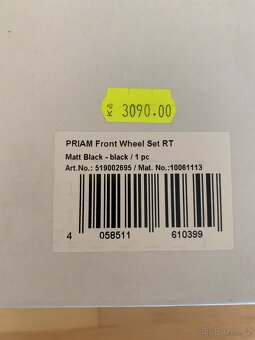 Kč 3090.00
PRIAM Front Wheel Set RT
Matt Black - black / 1 pc
Art.No.: 519002695 / Mat. No.:10061113
4 058511 610399